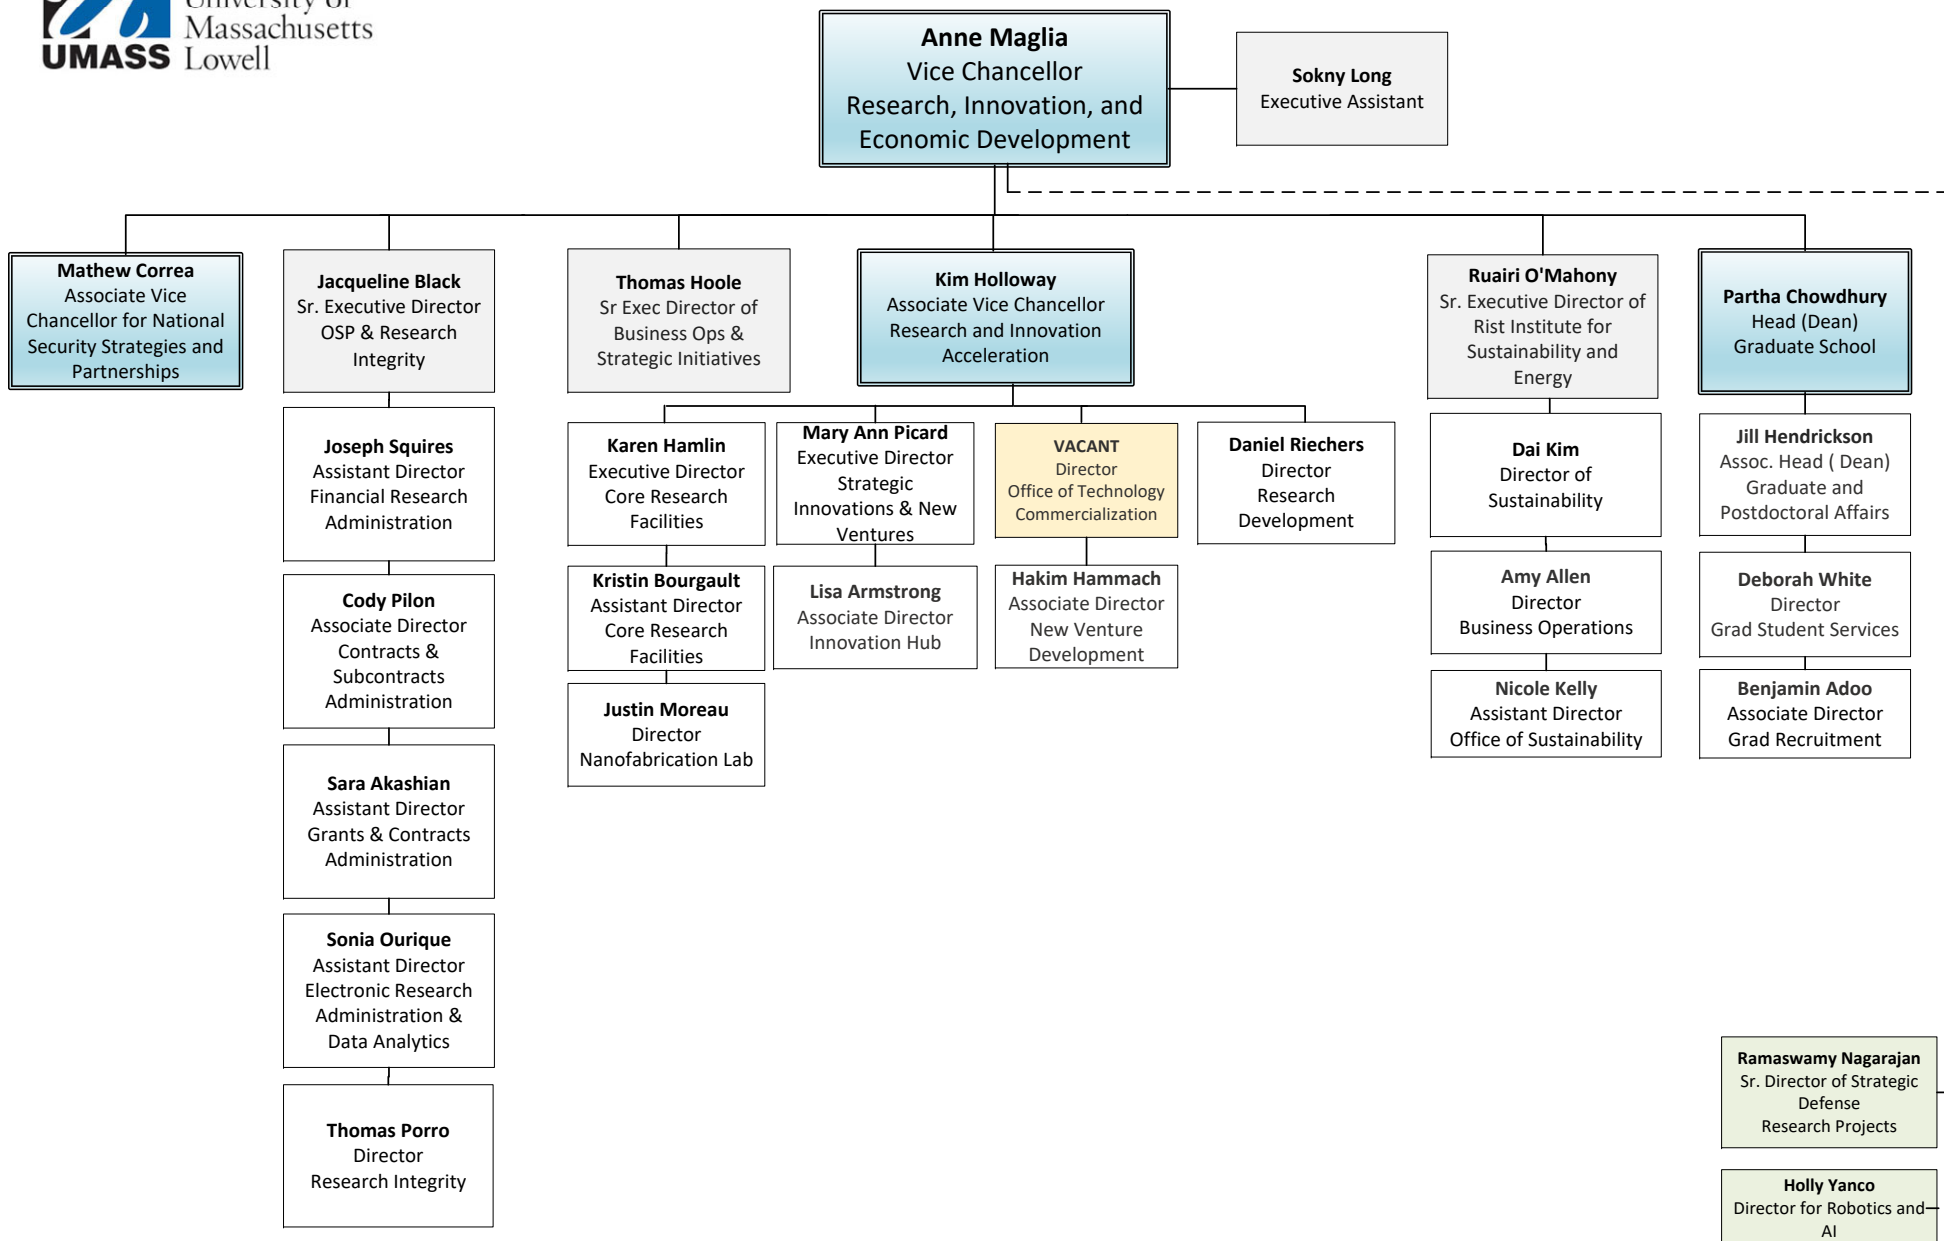 University of
Massachusetts
Lowell
UMASS
Anne Maglia
Vice Chancellor
Research, Innovation, and
Economic Development
Sokny Long
Executive Assistant
Mathew Correa
Associate Vice
Chancellor for National
Security Strategies and
Partnerships
Jacqueline Black
Sr. Executive Director
OSP & Research
Integrity
Thomas Hoole
Sr Exec Director of
Business Ops &
Strategic Initiatives
Kim Holloway
Associate Vice Chancellor
Research and Innovation
Acceleration
Ruairi O'Mahony
Sr. Executive Director of
Rist Institute for
Sustainability and
Energy
Partha Chowdhury
Head (Dean)
Graduate School
Joseph Squires
Assistant Director
Financial Research
Administration
Cody Pilon
Associate Director
Contracts &
Subcontracts
Administration
Sara Akashian
Assistant Director
Grants & Contracts
Administration
Sonia Ourique
Assistant Director
Electronic Research
Administration &
Data Analytics
Thomas Porro
Director
Research Integrity
Karen Hamlin
Executive Director
Core Research
Facilities
Kristin Bourgault
Assistant Director
Core Research
Facilities
Justin Moreau
Director
Nanofabrication Lab
Mary Ann Picard
Executive Director
Strategic
Innovations & New
Ventures
Lisa Armstrong
Associate Director
Innovation Hub
VACANT
Director
Office of Technology
Commercialization
Hakim Hammach
Associate Director
New Venture
Development
Daniel Riechers
Director
Research
Development
Dai Kim
Director of
Sustainability
Amy Allen
Director
Business Operations
Nicole Kelly
Assistant Director
Office of Sustainability
Jill Hendrickson
Assoc. Head ( Dean)
Graduate and
Postdoctoral Affairs
Deborah White
Director
Grad Student Services
Benjamin Adoo
Associate Director
Grad Recruitment
Ramaswamy Nagarajan
Sr. Director of Strategic
Defense
Research Projects
Holly Yanco
Director for Robotics and
AI